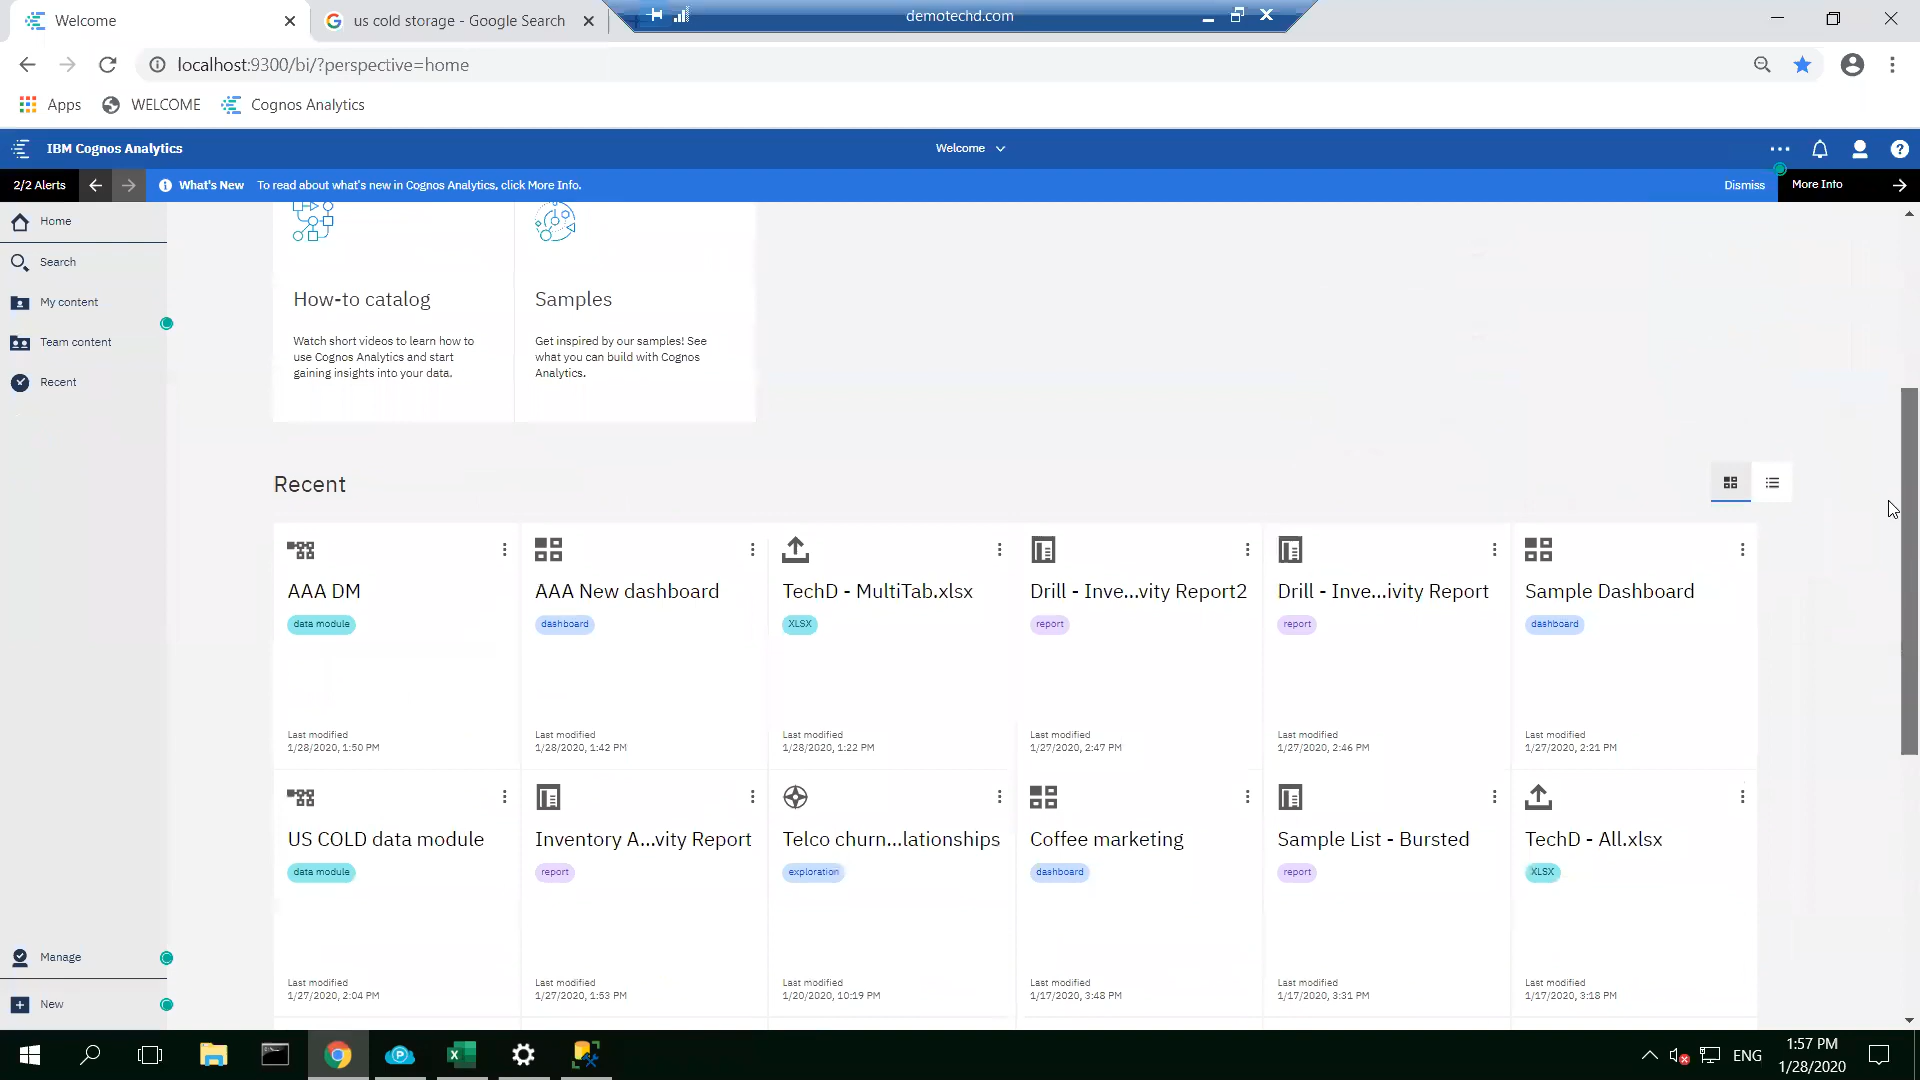 Welcome
us cold storage - Google Search
demotechd.com
localhost:9300/bi/?perspective=home
Apps
WELCOME
Cognos Analytics
IBM Cognos Analytics
Welcome
2/2 Alerts
What's New
To read about what's new in Cognos Analytics, click More Info.
Dismiss
More Info
Home
Search
My content
Team content
Recent
Manage
New
How-to catalog
Watch short videos to learn how to
use Cognos Analytics and start
gaining insights into your data.
Samples
Get inspired by our samples! See
what you can build with Cognos
Analytics.
Recent
AAA DM
data module
Last modified
1/28/2020, 1:50 PM
AAA New dashboard
dashboard
Last modified
1/28/2020, 1:42 PM
TechD - MultiTab.xlsx
XLSX
Last modified
1/28/2020, 1:22 PM
Drill - Inve...vity Report2
report
Last modified
1/27/2020, 2:47 PM
Drill - Inve...ivity Report
report
Last modified
1/27/2020, 2:46 PM
Sample Dashboard
dashboard
Last modified
1/27/2020, 2:21 PM
US COLD data module
data module
Last modified
1/27/2020, 2:04 PM
Inventory A...vity Report
report
Last modified
1/27/2020, 1:53 PM
Telco churn...lationships
exploration
Last modified
1/20/2020, 10:19 PM
Coffee marketing
dashboard
Last modified
1/17/2020, 3:48 PM
Sample List - Bursted
report
Last modified
1/17/2020, 3:31 PM
TechD - All.xlsx
XLSX
Last modified
1/17/2020, 3:18 PM
ENG
1:57 PM
1/28/2020